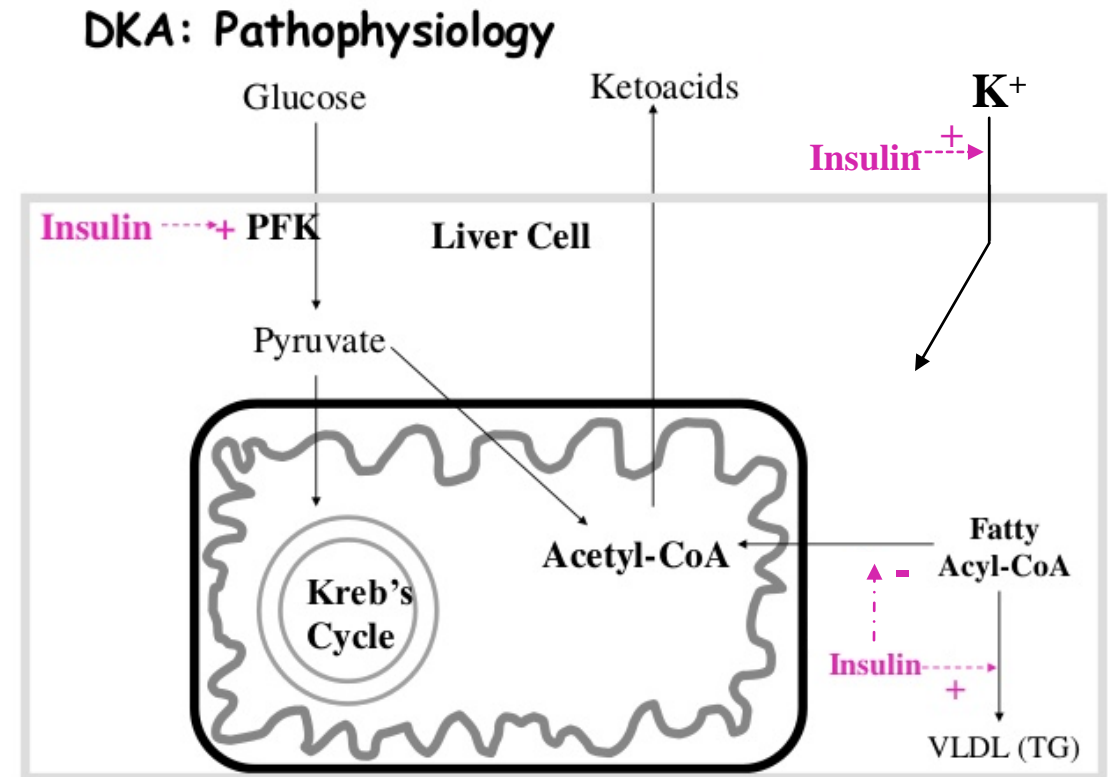 DKA: Pathophysiology
Glucose
Ketoacids
K+
+
Insulin
Insulin
+
PFK
Liver Cell
Pyruvate
Acetyl-CoA
Fatty
Acyl-CoA
-
Kreb's
Cycle
Insulin
+
VLDL (TG)